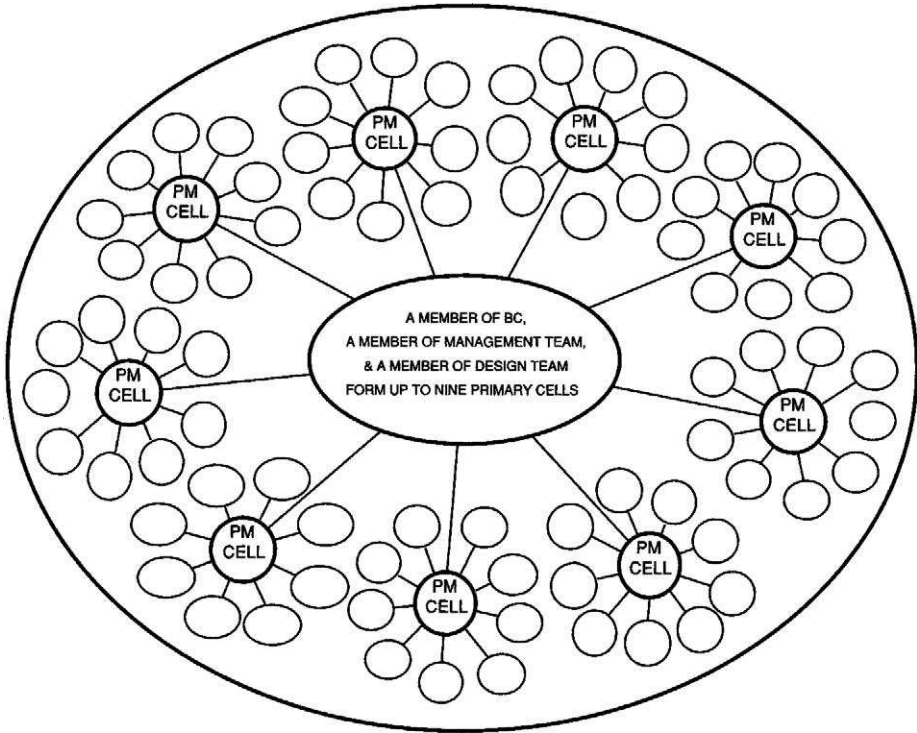 PM
CELL
PM
CELL
PM
CELL
PM
CELL
A MEMBER OF BC,
A MEMBER OF MANAGEMENT TEAM,
& A MEMBER OF DESIGN TEAM
FORM UP TO NINE PRIMARY CELLS
PM
CELL
PM
CELL
PM
CELL
PM
CELL
PM
CELL